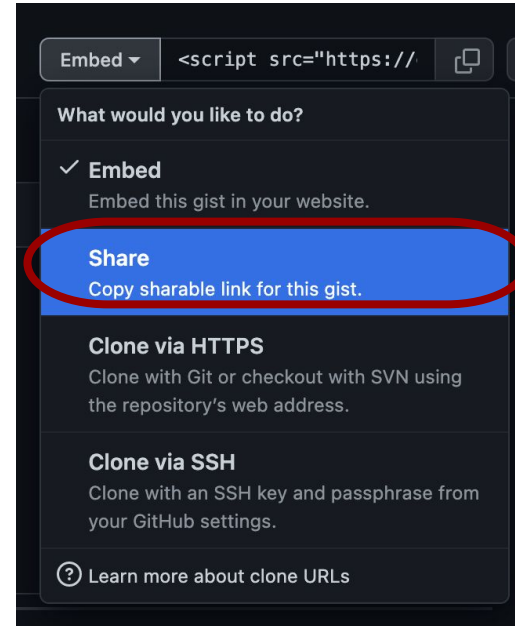 Embed
<script src="https://
What would you like to do?
Embed
Embed this gist in your website.
Share
Copy sharable link for this gist.
Clone via HTTPS
Clone with Git or checkout with SVN using
the repository's web address.
Clone via SSH
Clone with an SSH key and passphrase from
your GitHub settings.
Learn more about clone URLs